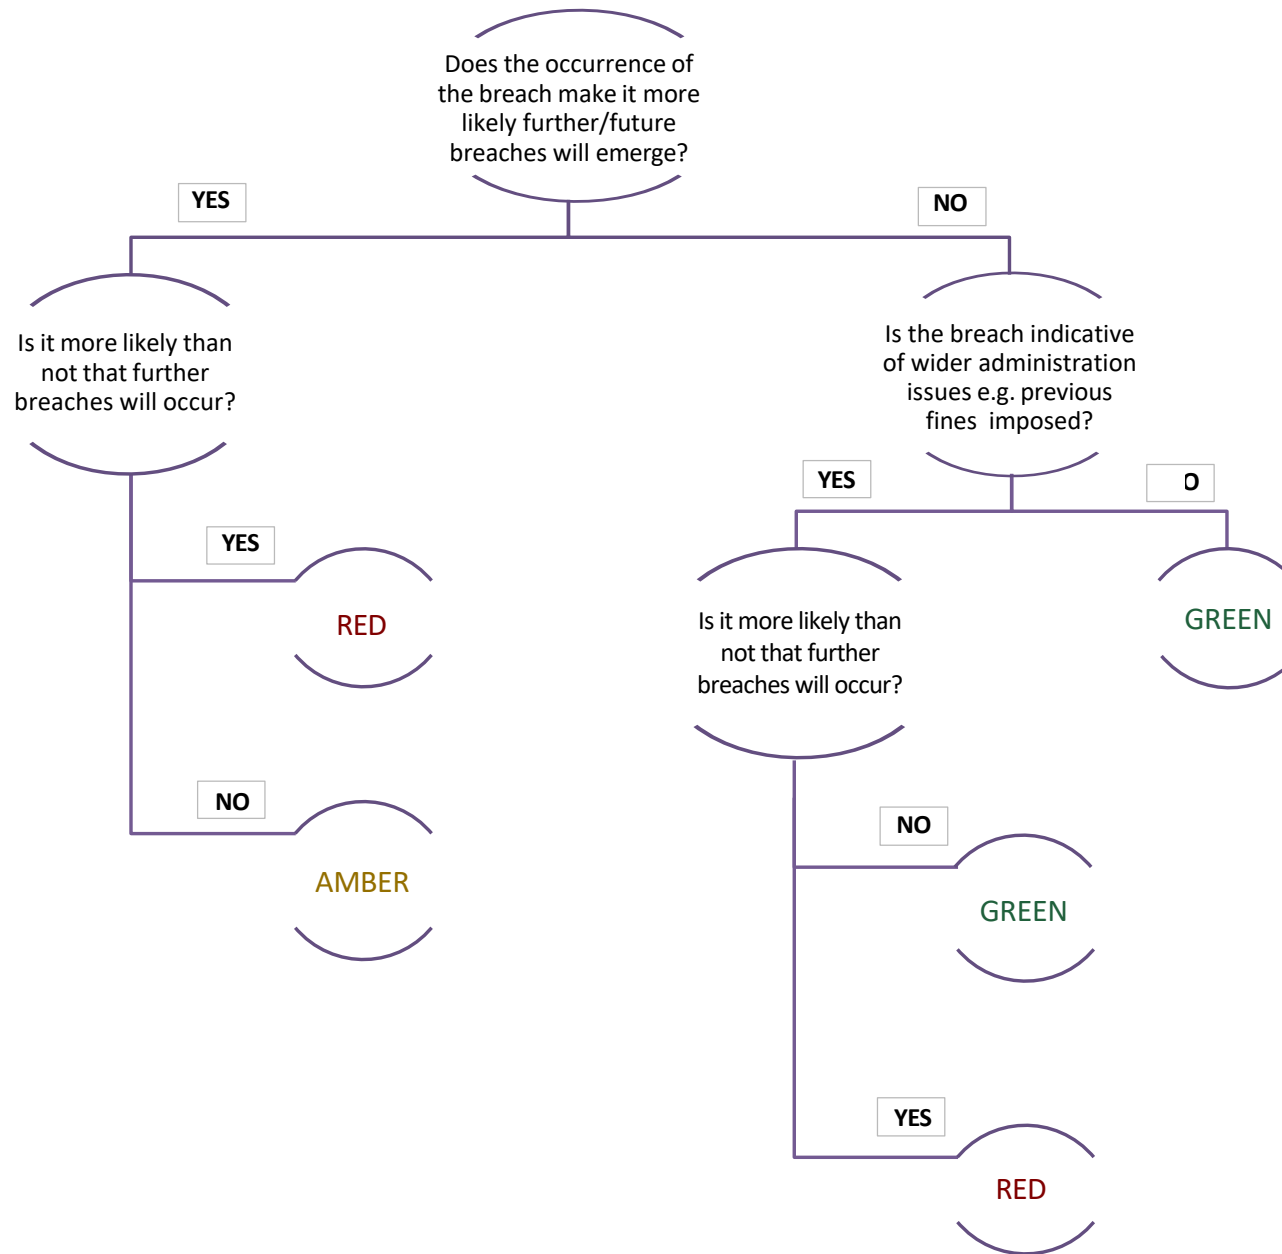 Does the occurrence of
the breach make it more
likely further/future
breaches will emerge?
YES
NO
Is it more likely than
not that further
breaches will occur?
Is the breach indicative
of wider administration
issues e.g. previous
fines imposed?
YES
O
YES
RED
Is it more likely than
not that further
breaches will occur?
GREEN
NO
AMBER
NO
GREEN
YES
RED